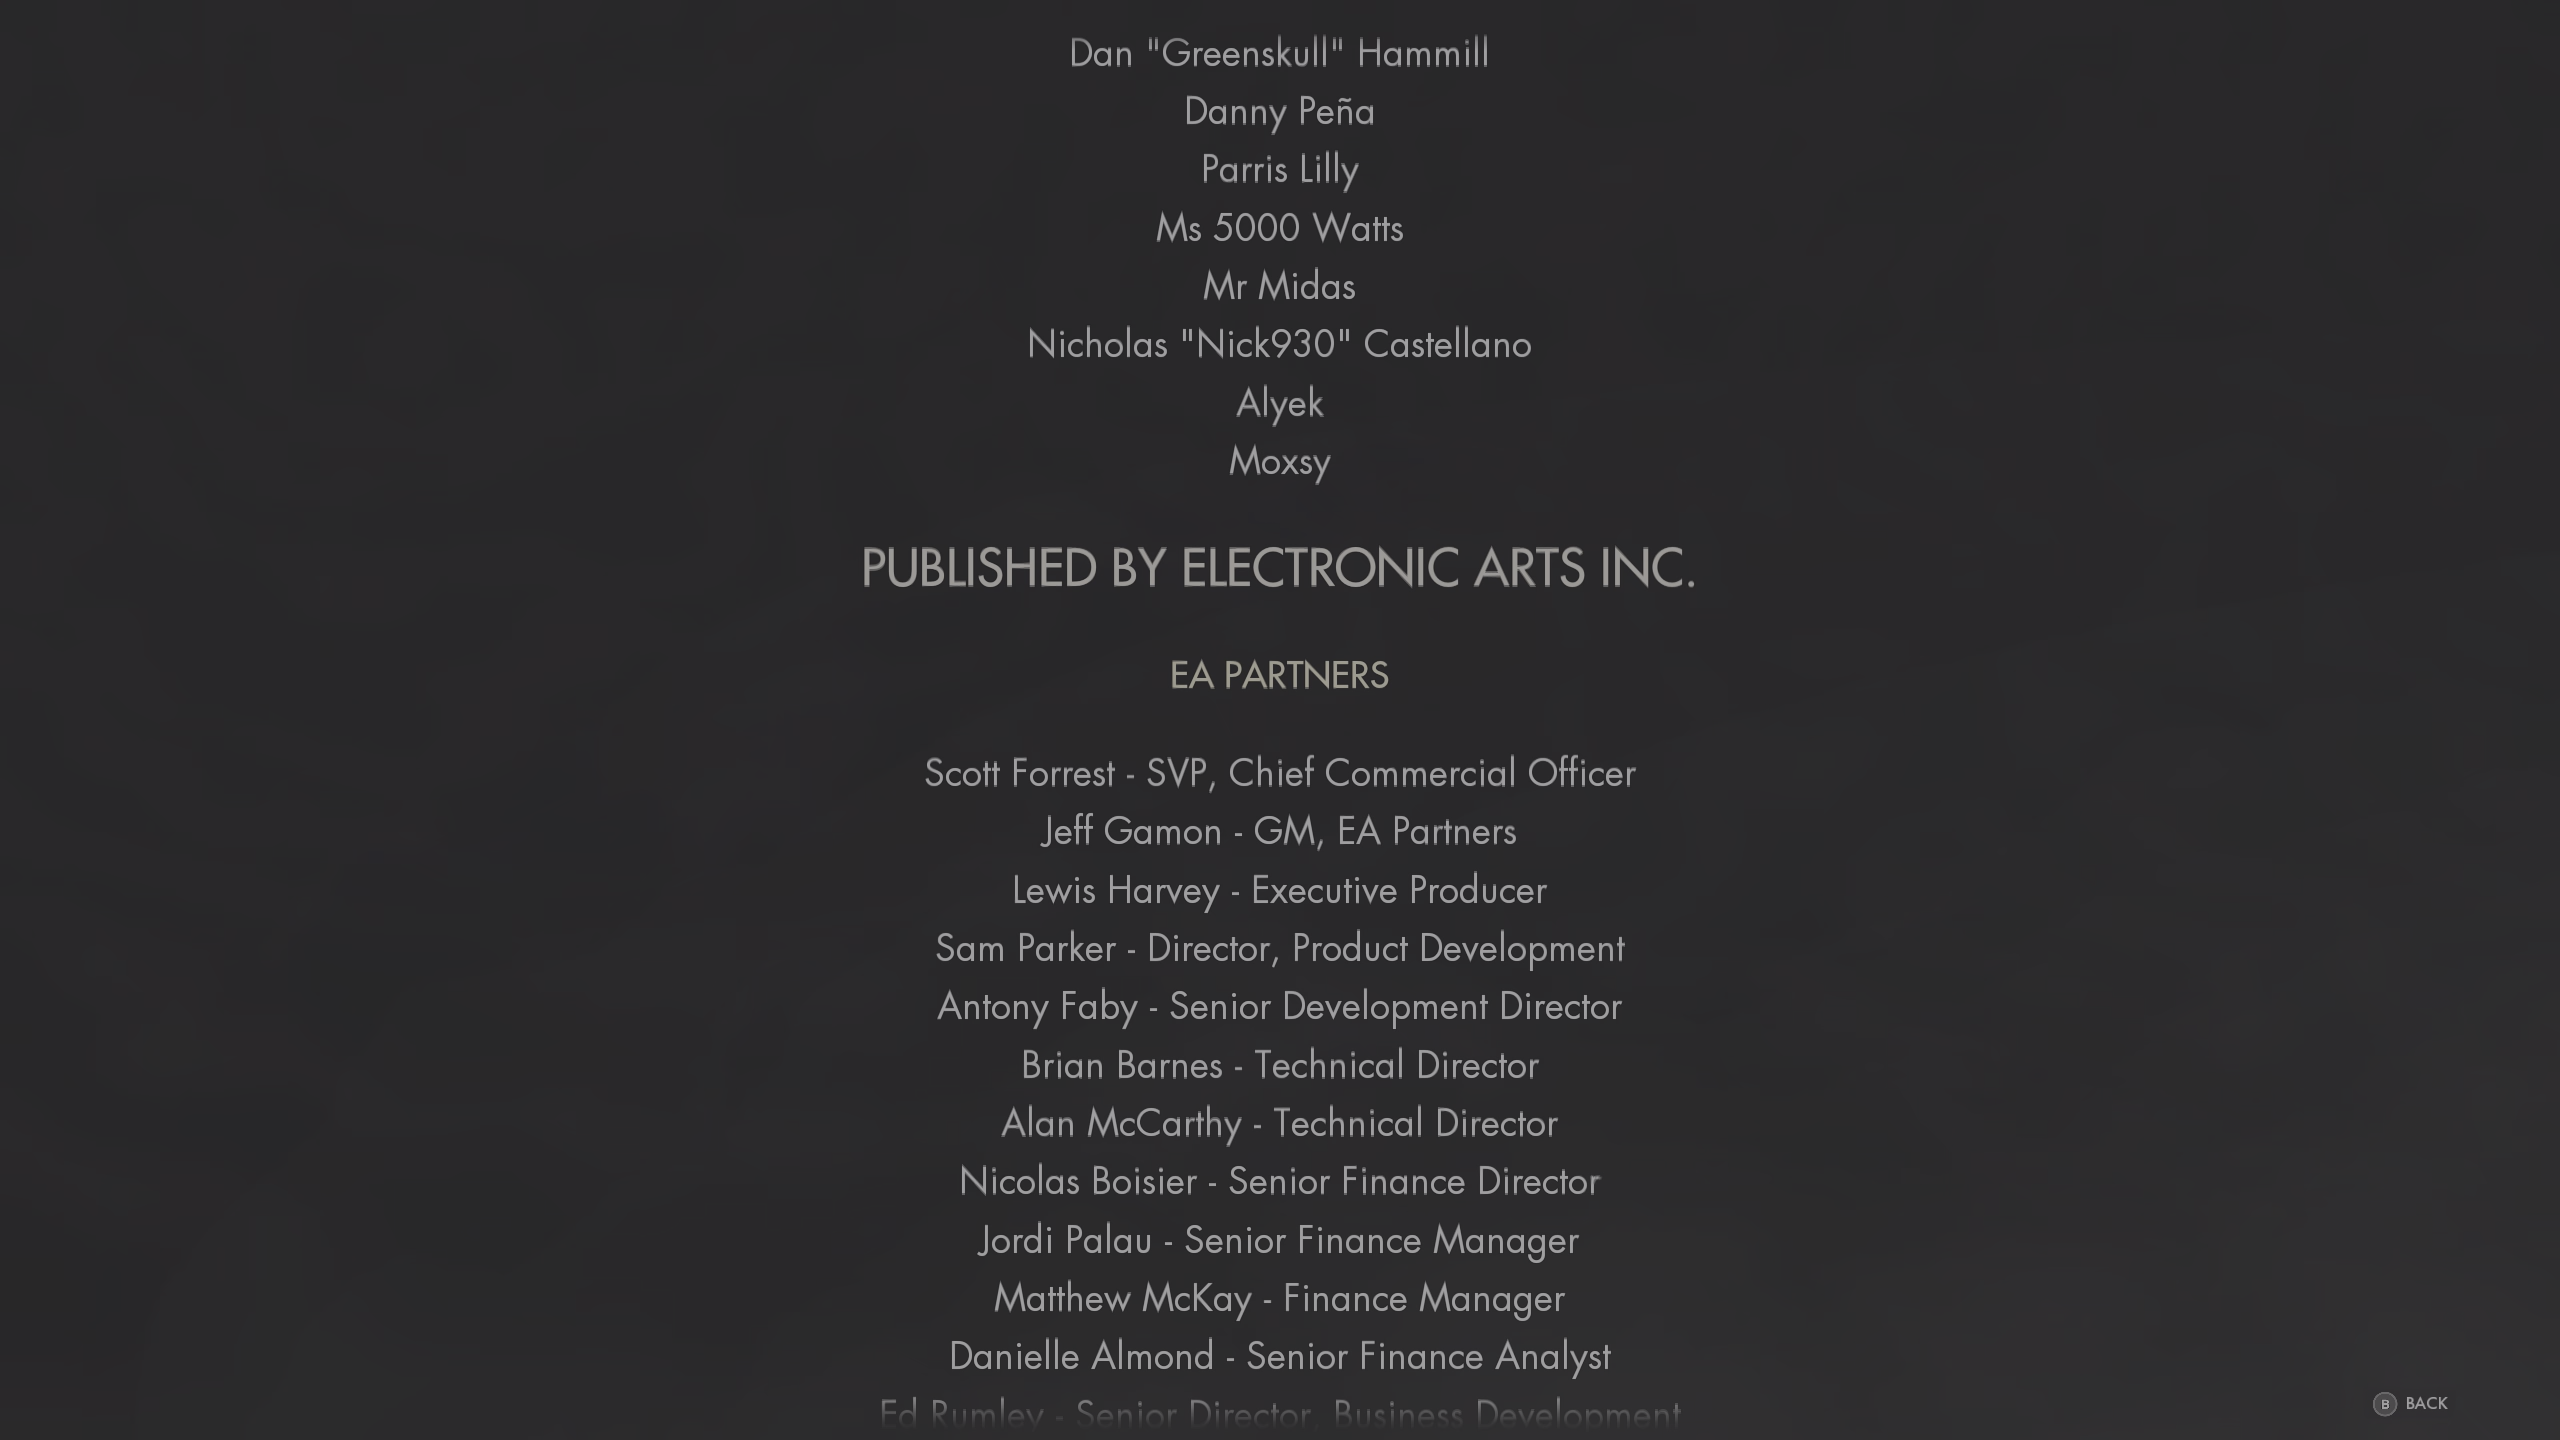 Dan "Greenskull" Hammill
Danny Peña
Parris Lilly
Ms 5000 Watts
Mr Midas
Nicholas "Nick930" Castellano
Alyek
Moxsy
PUBLISHED BY ELECTRONIC ARTS INC.
EA PARTNERS
Scott Forrest - SVP, Chief Commercial Officer
Jeff Gamon - GM, EA Partners
Lewis Harvey - Executive Producer
Sam Parker - Director, Product Development
Antony Faby - Senior Development Director
Brian Barnes - Technical Director
Alan McCarthy - Technical Director
Nicolas Boisier - Senior Finance Director
Jordi Palau - Senior Finance Manager
Matthew McKay - Finance Manager
Danielle Almond - Senior Finance Analyst
Ed Rumley - Senior Director, Business Development
B BACK